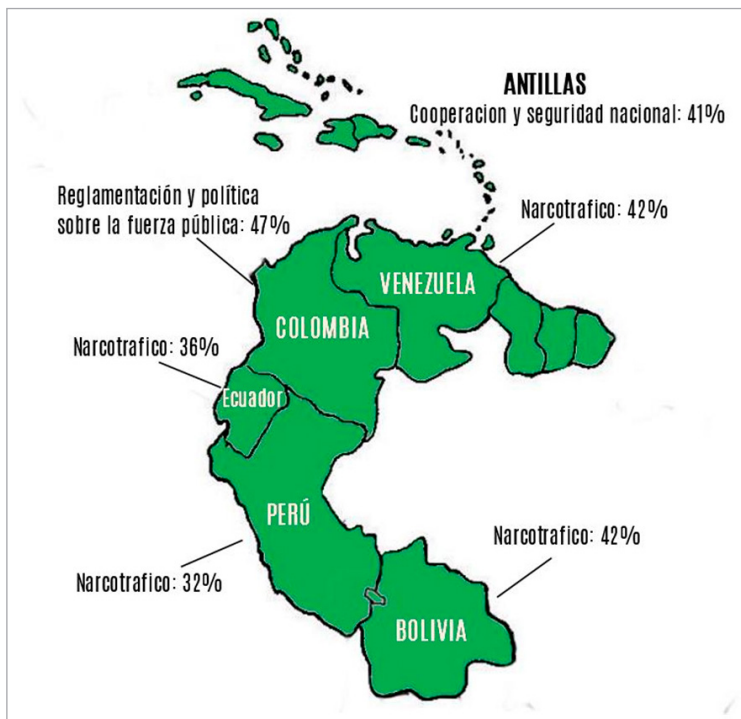 ANTILLAS
Cooperacion y seguridad nacional: 41%
Reglamentación y política
sobre la fuerza pública: 47%
Narcotrafico: 42%
VENEZUELA
COLOMBIA
Narcotrafico: 36%
Ecuador
PERÚ
Narcotrafico: 42%
Narcotrafico: 32%
BOLIVIA